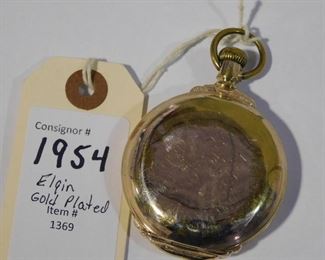 Consignor #
1954
Elgin
Gold Plated
Item #
1369